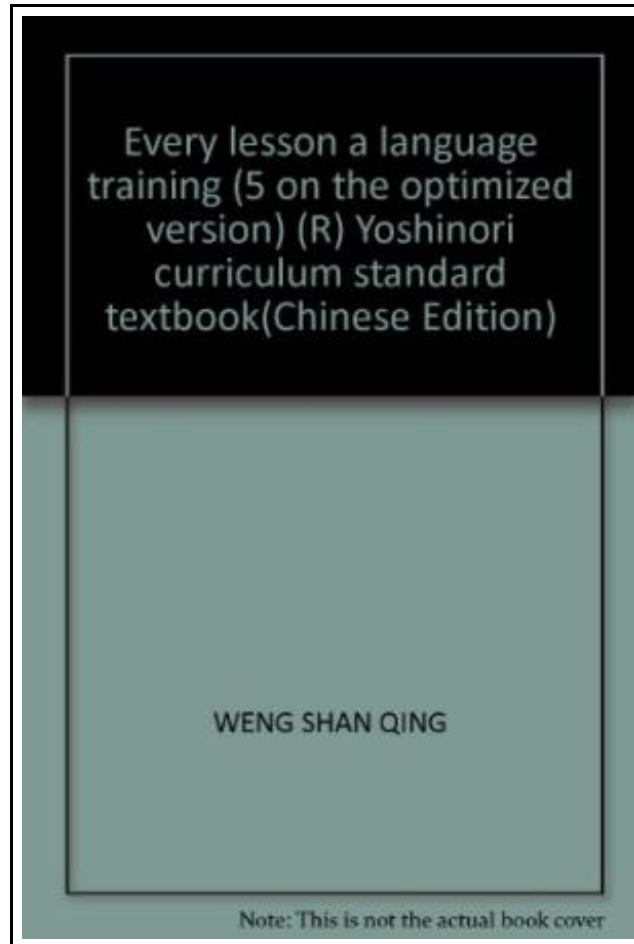 Every lesson a language
training (5 on the optimized
version) (R) Yoshinori
curriculum standard
textbook(Chinese Edition)
WENG SHAN QING
Note: This is not the actual book cover